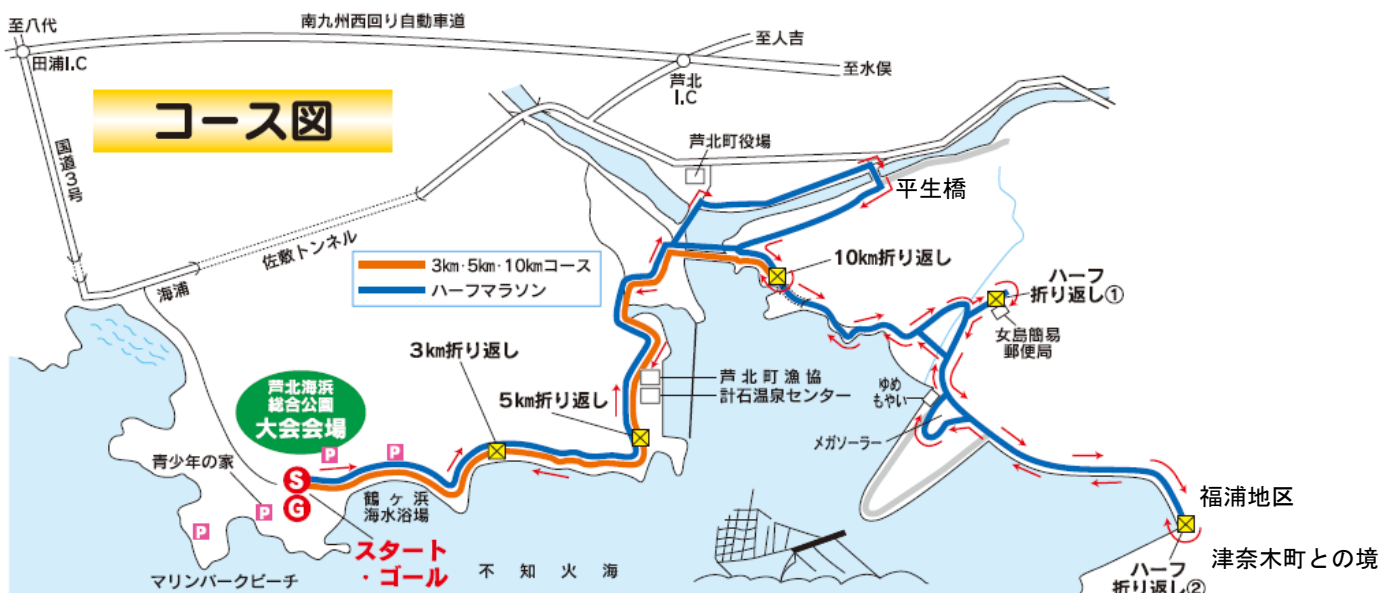 至八代
南九州西回り自動車道
至人吉
田浦I.C
至水俣
芦北
I.C
コース図
国道3号
芦北町役場
平生橋
佐敷トンネル
3km・5km・10kmコース
ハーフマラソン
10km折り返し
海浦
ハーフ
折り返し①
女島簡易
郵便局
3km折り返し
芦北町漁協
計石温泉センター
5km折り返し
ゆめ
もやい
メガソーラー
芦北海浜
総合公園
大会会場
P
P
青少年の家
S
G
鶴ヶ浜
海水浴場
P
P
スタート
・ゴール
マリンパークビーチ
不知火海
福浦地区
津奈木町との境
ハーフ
折り返し②